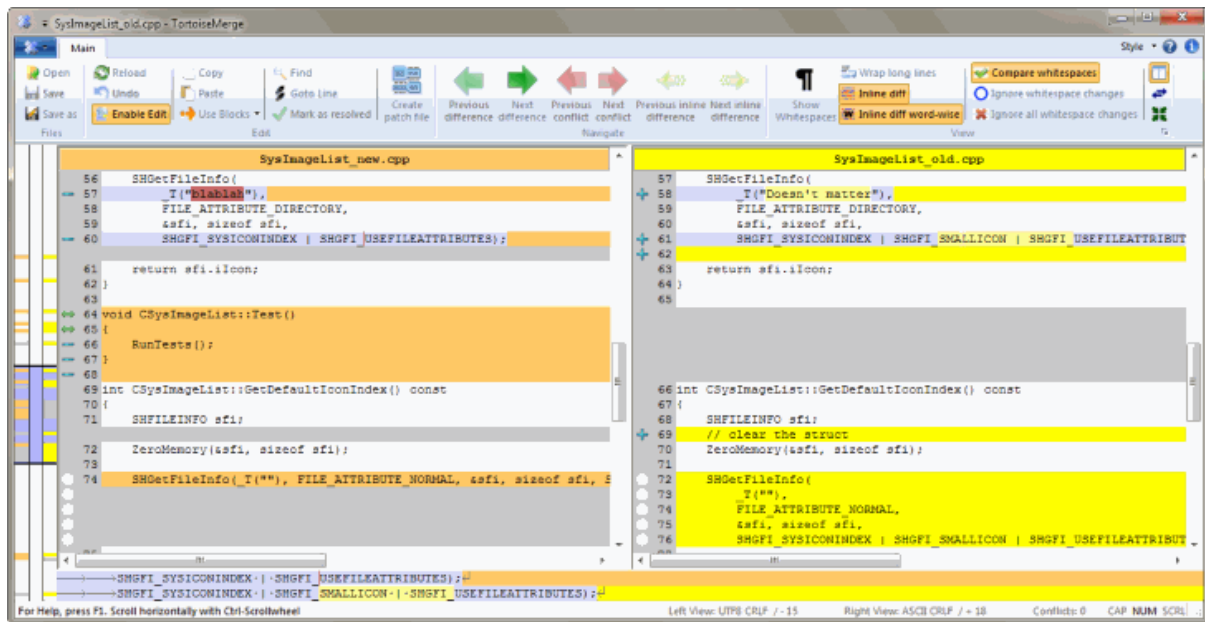 SysImageList_old.cpp - TortoiseMerge
Main
Style
Open
Save
Save as
Files
Reload
Undo
Enable Edit
Copy
Paste
Use Blocks
Find
Goto Line
Mark as resolved
Edit
Create patch file
Previous difference
Next difference
Previous conflict
Next conflict
Previous inline difference
Next inline difference
Navigate
Show Whitespaces
Wrap long lines
Inline diff
Inline diff word-wise
Compare whitespaces
Ignore whitespace changes
Ignore all whitespace changes
View
SysImageList_new.cpp
56 SHGetFileInfo(
57 _T("blablah"),
58 FILE_ATTRIBUTE_DIRECTORY,
59 &sfi, sizeof sfi,
60 SHGFI_SYSICONINDEX | SHGFI_USEFILEATTRIBUTES);
61 return sfi.iIcon;
62 }
63
64 void CSysImageList::Test()
65 {
66 RunTests();
67 }
68
69 int CSysImageList::GetDefaultIconIndex() const
70 {
71 SHFILEINFO sfi;
72 ZeroMemory(&sfi, sizeof sfi);
73
74 SHGetFileInfo(_T(""), FILE_ATTRIBUTE_NORMAL, &sfi, sizeof sfi, S
SysImageList_old.cpp
57 SHGetFileInfo(
58 _T("Doesn't matter"),
59 FILE_ATTRIBUTE_DIRECTORY,
60 &sfi, sizeof sfi,
61 SHGFI_SYSICONINDEX | SHGFI_SMALLICON | SHGFI_USEFILEATTRIBUT
62
63 return sfi.iIcon;
64 }
65
66 int CSysImageList::GetDefaultIconIndex() const
67 {
68 SHFILEINFO sfi;
69 // clear the struct
70 ZeroMemory(&sfi, sizeof sfi);
71
72 SHGetFileInfo(
73 _T(""),
74 FILE_ATTRIBUTE_NORMAL,
75 &sfi, sizeof sfi,
76 SHGFI_SYSICONINDEX | SHGFI_SMALLICON | SHGFI_USEFILEATTRIBUT
SHGFI_SYSICONINDEX·|·SHGFI_USEFILEATTRIBUTES);
SHGFI_SYSICONINDEX·|·SHGFI_SMALLICON·|·SHGFI_USEFILEATTRIBUTES);
For Help, press F1. Scroll horizontally with Ctrl-Scrollwheel
Left View: UTF8 CRLF / - 15
Right View: ASCII CRLF / + 18
Conflicts: 0
CAP NUM SCRL